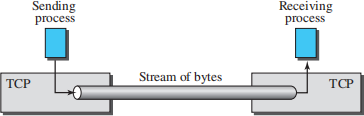 Sending
process
Receiving
process
TCP
Stream of bytes
TCP